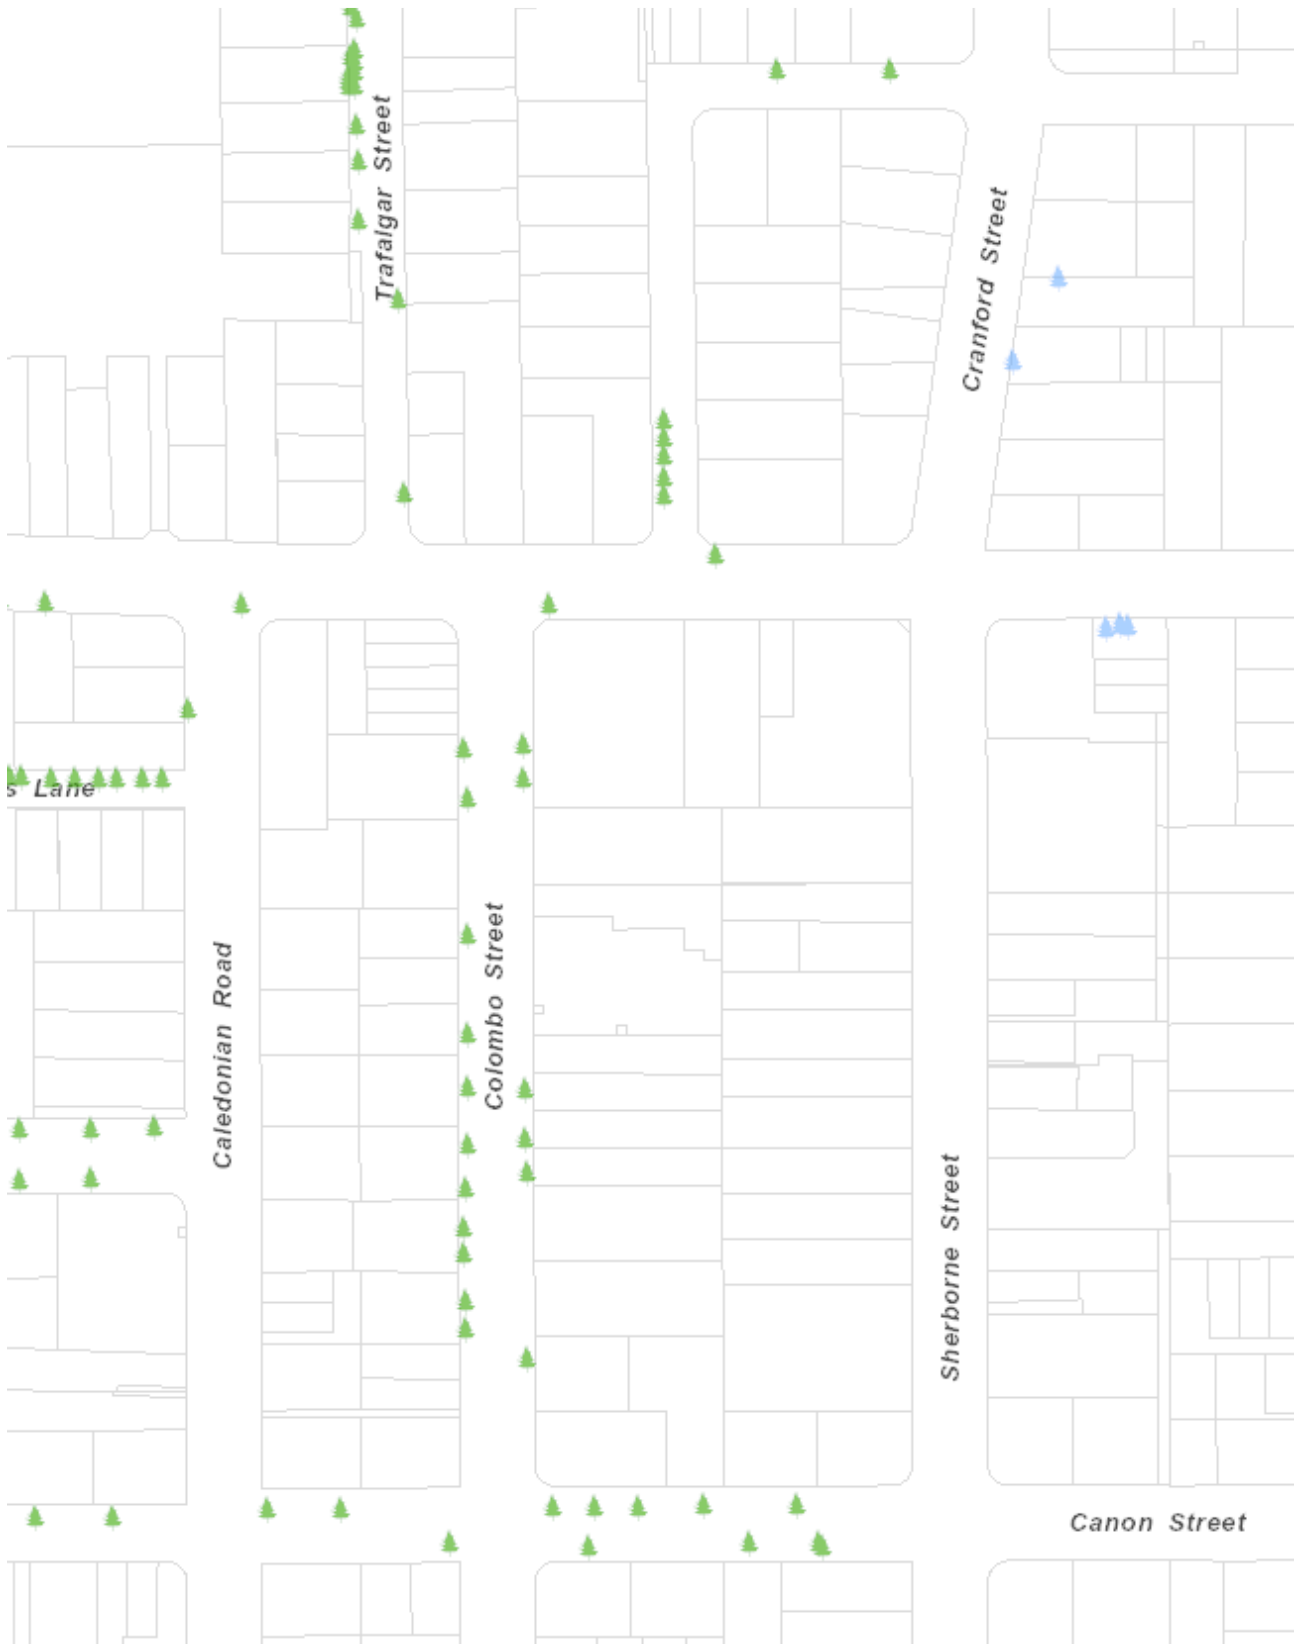 Trafalgar Street
Cranford Street
s Lane
Caledonian Road
Colombo Street
Sherborne Street
Canon Street